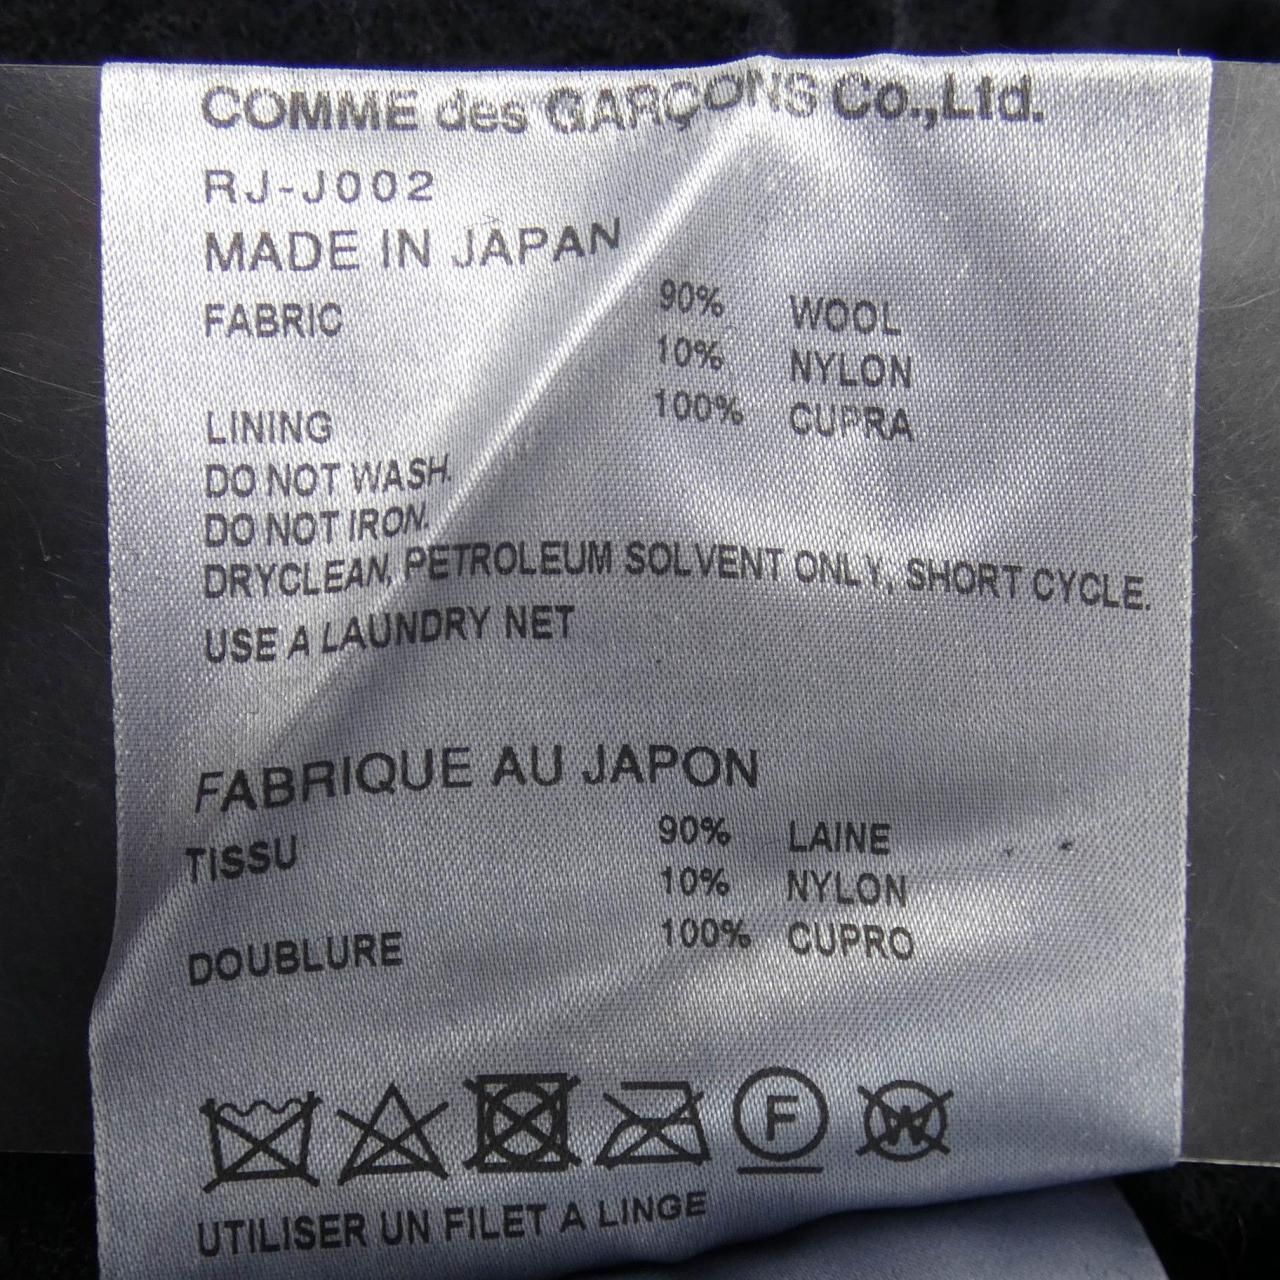 COMME des GARÇONS Co.,Ltd.
RJ-J002
MADE IN JAPAN
FABRIC 90% WOOL
10% NYLON
LINING 100% CUPRA
DO NOT WASH.
DO NOT IRON.
DRYCLEAN, PETROLEUM SOLVENT ONLY, SHORT CYCLE.
USE A LAUNDRY NET
FABRIQUE AU JAPON
TISSU 90% LAINE
10% NYLON
DOUBLURE 100% CUPRO
F W
UTILISER UN FILET A LINGE